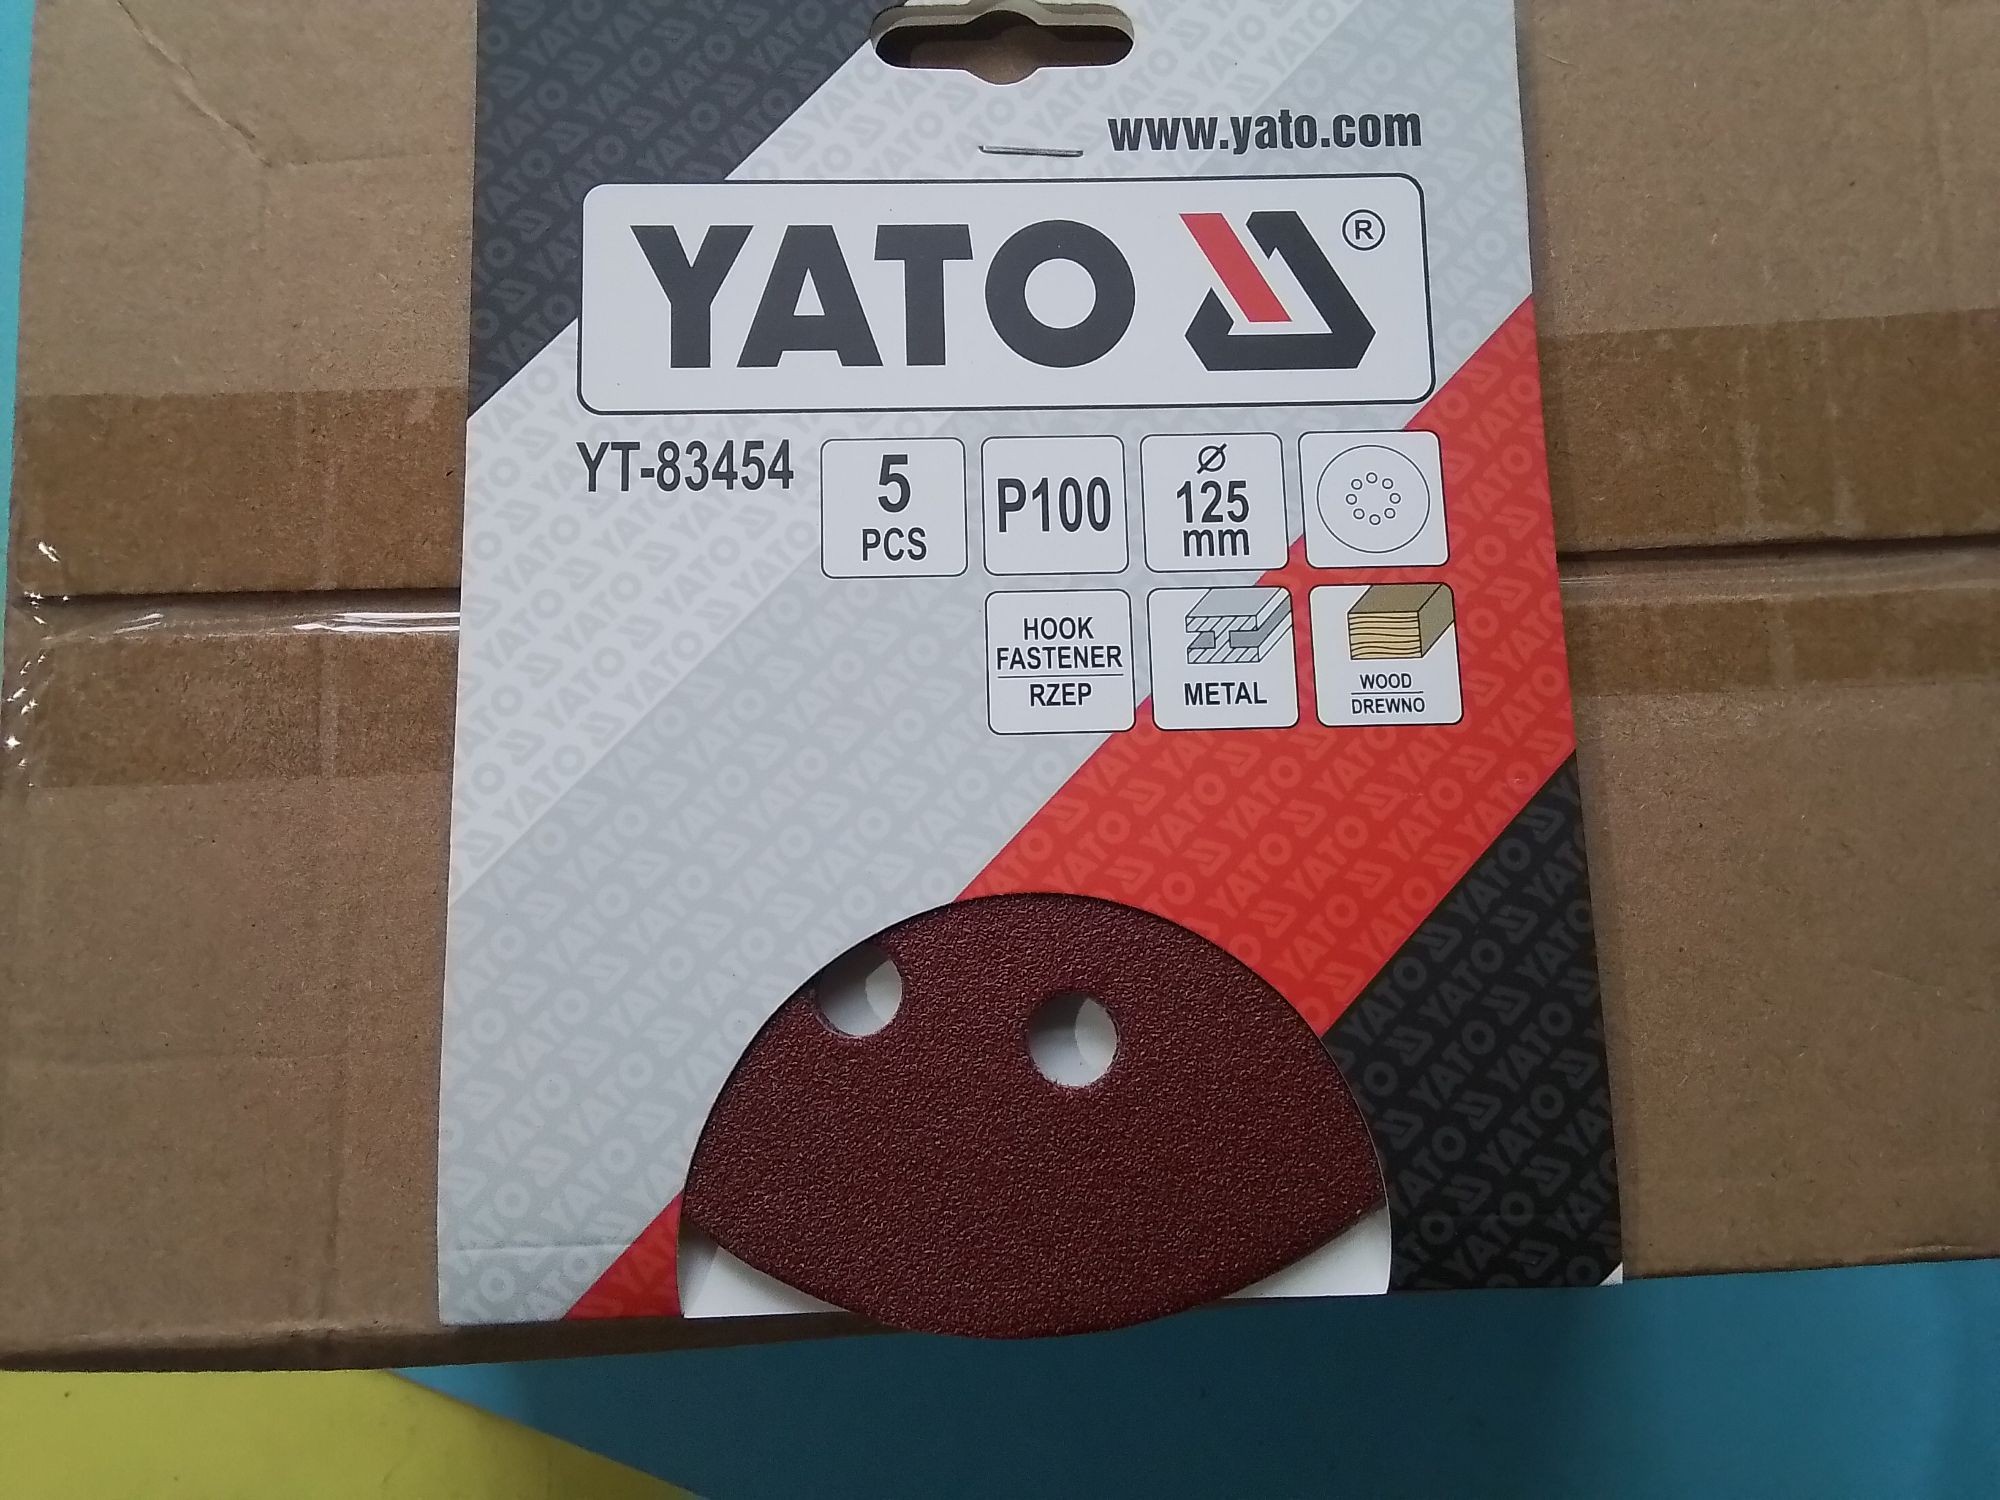 www.yato.com
YATO ®
YT-83454
5
PCS
P100
Ø
125
mm
HOOK
FASTENER
RZEP
METAL
WOOD
DREWNO